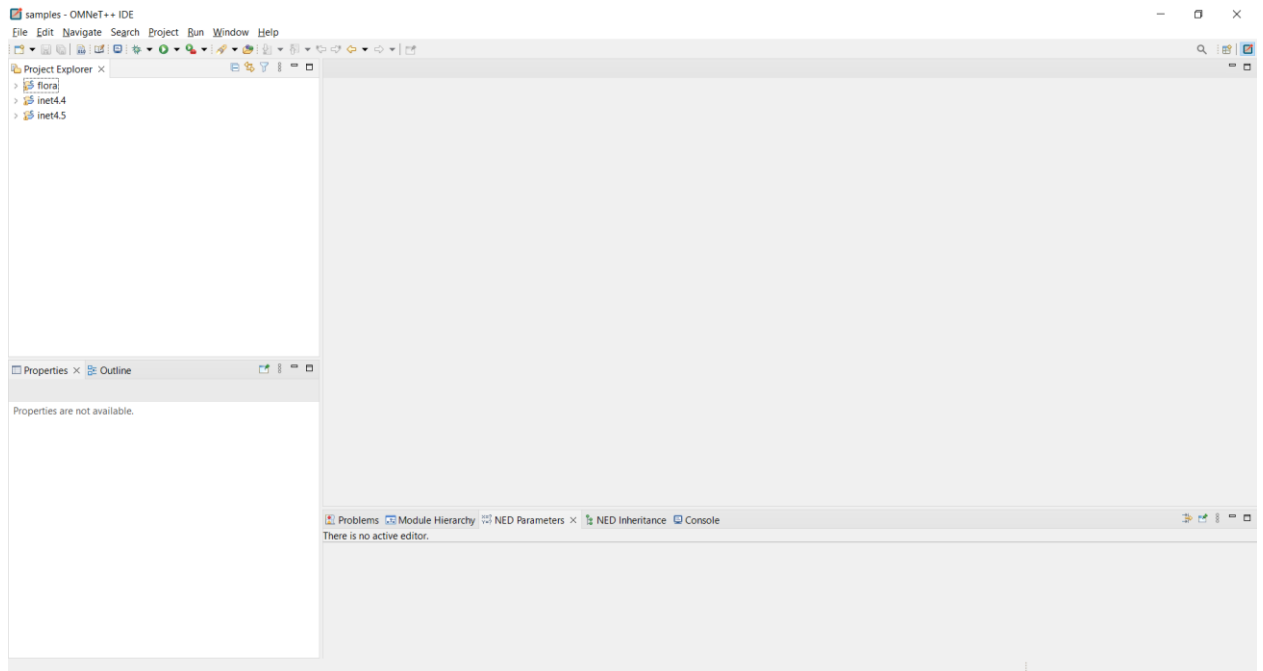 samples - OMNeT++ IDE
File Edit Navigate Search Project Run Window Help
Project Explorer
flora
inet4.4
inet4.5
Properties Outline
Properties are not available.
Problems Module Hierarchy NED Parameters NED Inheritance Console
There is no active editor.